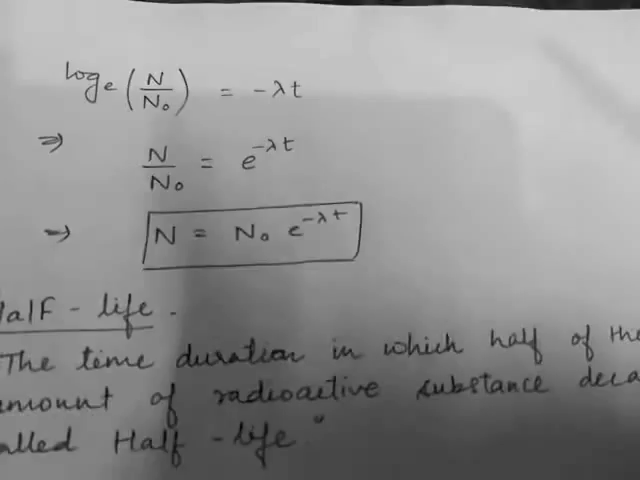 logₑ(N/N₀) = -λt
⇒ N/N₀ = e^(-λt)
⇒ N = N₀ e^(-λt)
alF - life -
The time duration in which half of the
amount of radioactive substance deca
alled Half - life"